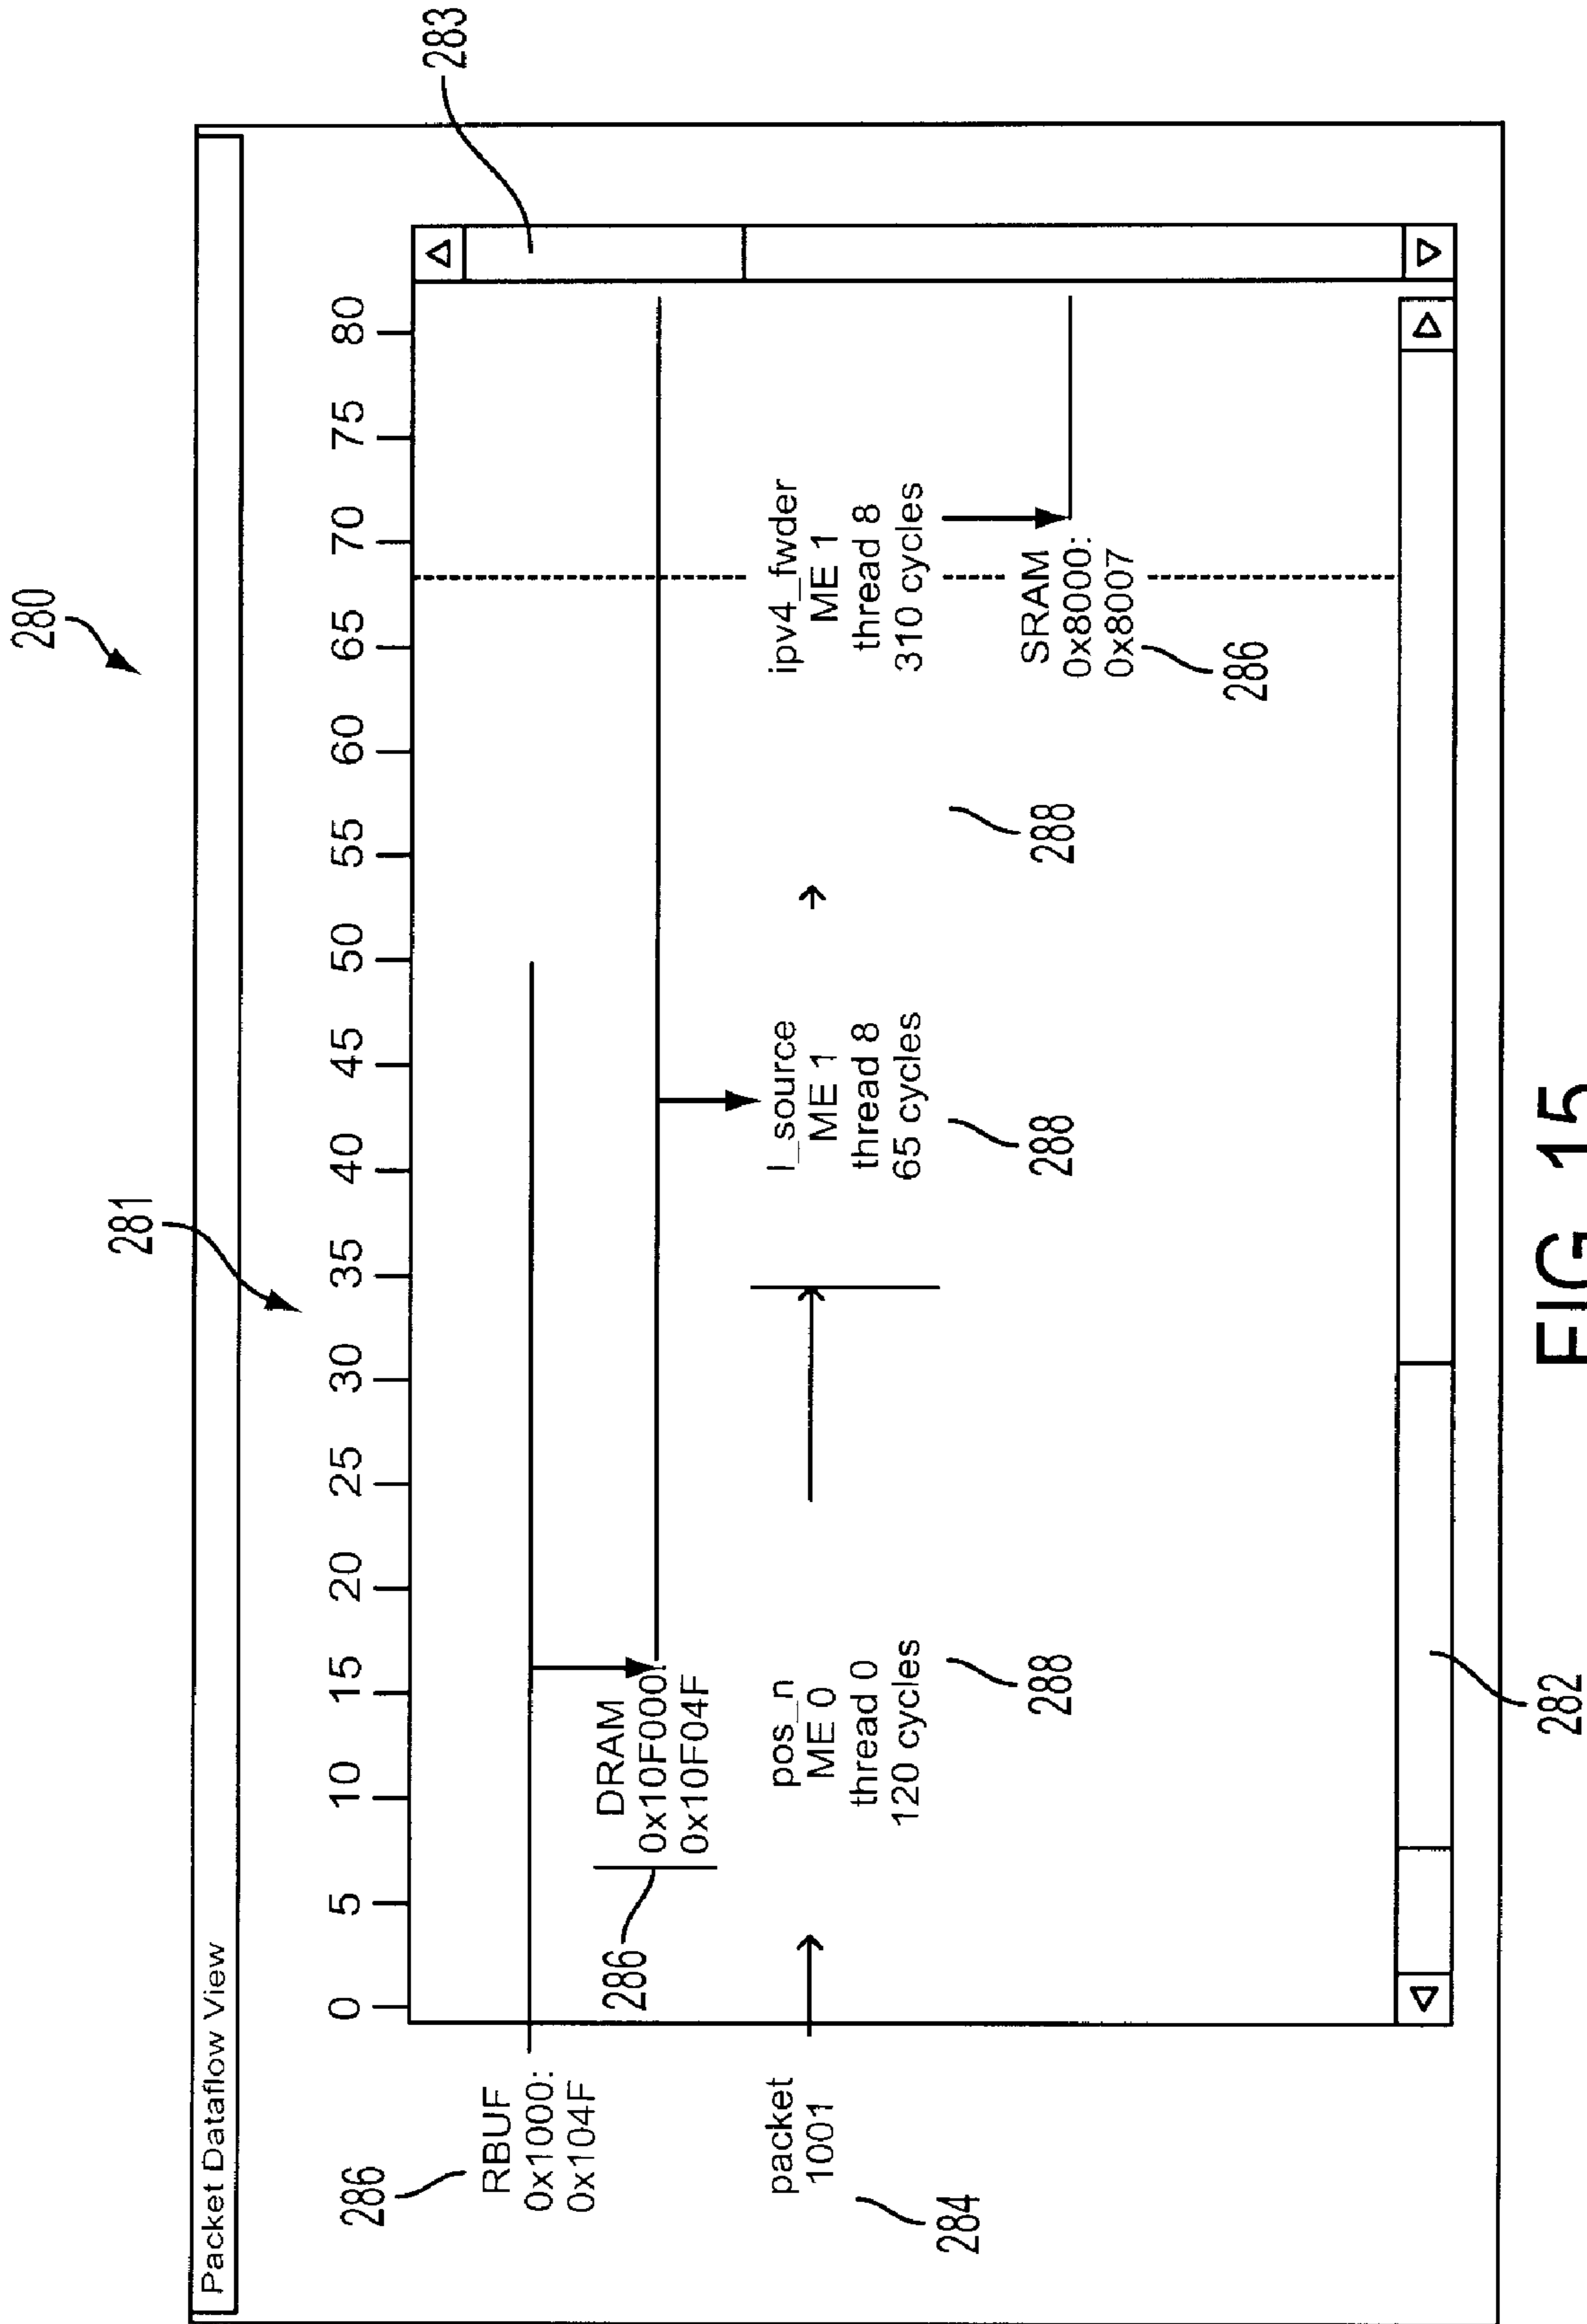 280
Packet Dataflow View
281
283
0 5 10 15 20 25 30 35 40 45 50 55 60 65 70 75 80
286
RBUF
0x1000:
0x104F
286
DRAM
0x10F000:
0x10F04F
packet
1001
284
pos_n
ME 0
thread 0
120 cycles
288
l_source
ME 1
thread 8
65 cycles
288
288
ipv4_fwder
ME 1
thread 8
310 cycles
SRAM
0x8000:
0x8007
286
282
FIG. 15